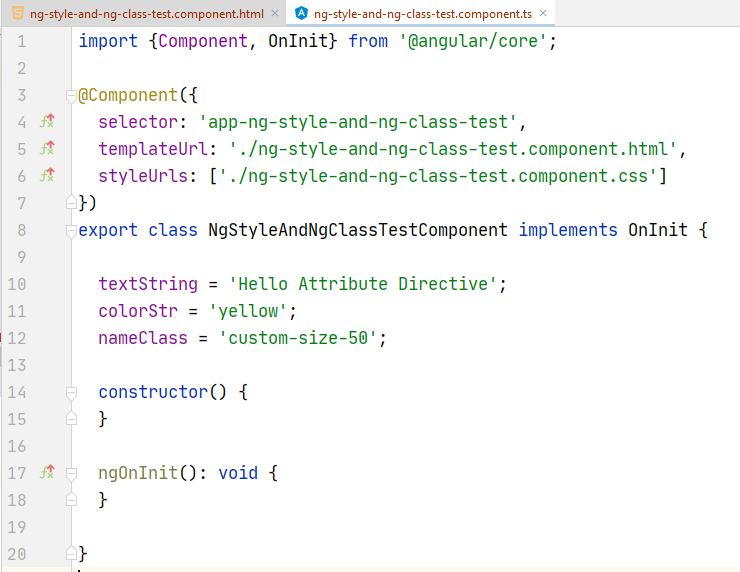 ng-style-and-ng-class-test.component.html ng-style-and-ng-class-test.component.ts
1 import {Component, OnInit} from '@angular/core';
2
3 @Component({
4   selector: 'app-ng-style-and-ng-class-test',
5   templateUrl: './ng-style-and-ng-class-test.component.html',
6   styleUrls: ['./ng-style-and-ng-class-test.component.css']
7 })
8 export class NgStyleAndNgClassTestComponent implements OnInit {
9
10   textString = 'Hello Attribute Directive';
11   colorStr = 'yellow';
12   nameClass = 'custom-size-50';
13
14   constructor() {
15   }
16
17   ngOnInit(): void {
18   }
19
20 }